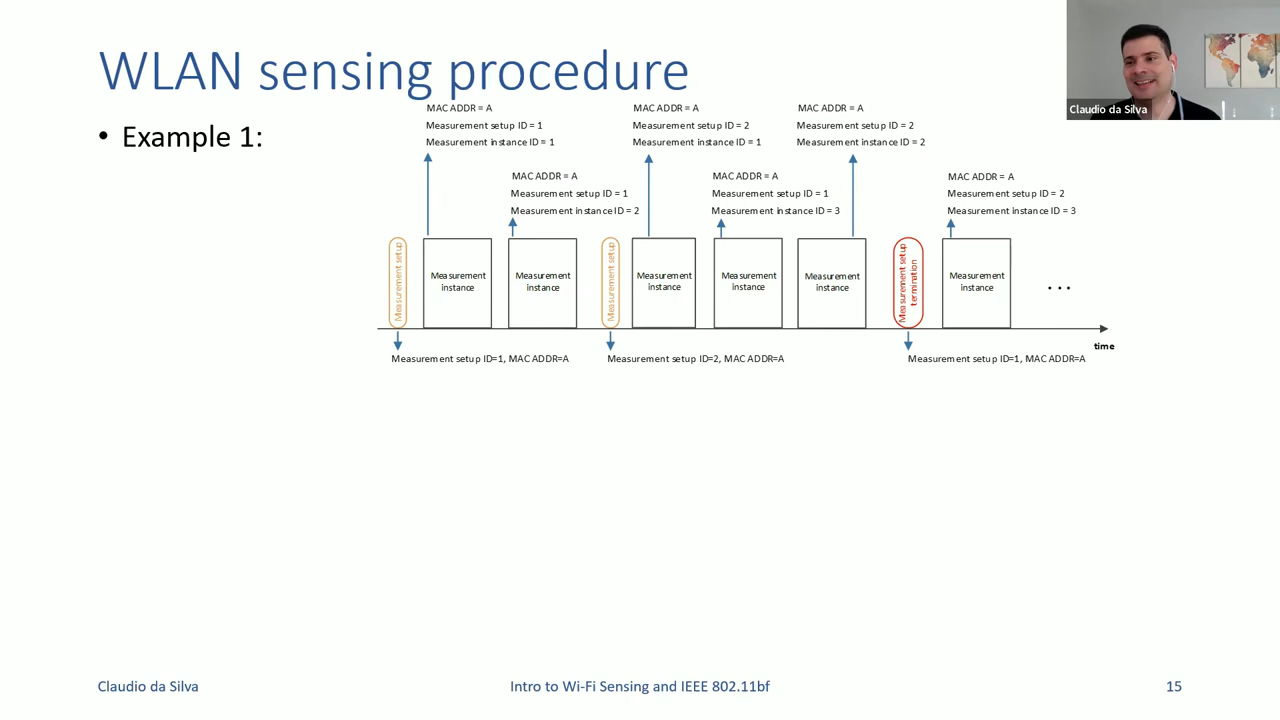 WLAN sensing procedure
• Example 1:
MAC ADDR = A
Measurement setup ID = 1
Measurement instance ID = 1
MAC ADDR = A
Measurement setup ID = 1
Measurement instance ID = 2
MAC ADDR = A
Measurement setup ID = 2
Measurement instance ID = 1
MAC ADDR = A
Measurement setup ID = 1
Measurement instance ID = 3
MAC ADDR = A
Measurement setup ID = 2
Measurement instance ID = 2
MAC ADDR = A
Measurement setup ID = 2
Measurement instance ID = 3
Measurement setup
Measurement
instance
Measurement
instance
Measurement setup
Measurement
instance
Measurement
instance
Measurement
instance
Measurement setup
termination
Measurement
instance
...
time
Measurement setup ID=1, MAC ADDR=A
Measurement setup ID=2, MAC ADDR=A
Measurement setup ID=1, MAC ADDR=A
Claudio da Silva
Claudio da Silva
Intro to Wi-Fi Sensing and IEEE 802.11bf
15